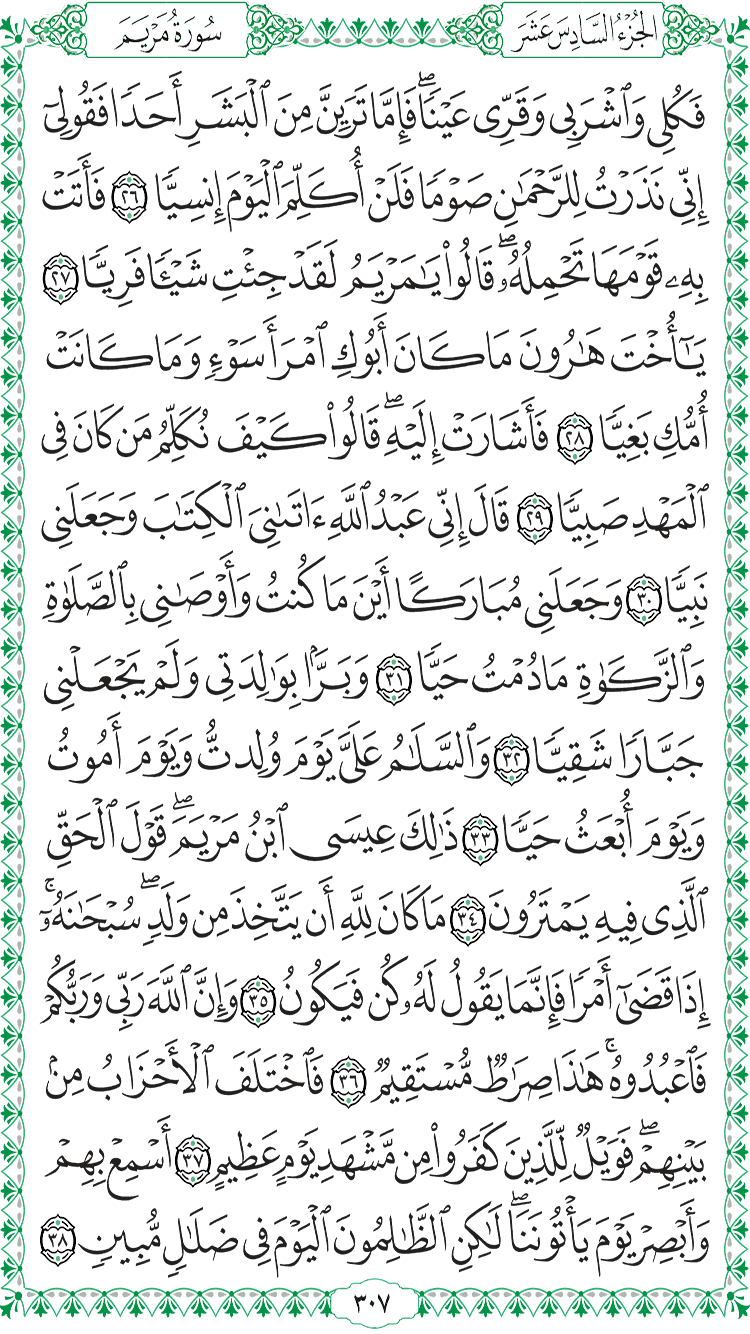 الجُزْءُ السَّادِسَ عَشَرَ
سُورَةُ مَرْيَمَ
فَكُلِى وَٱشْرَبِى وَقَرِّى عَيْنًاۖ فَإِمَّا تَرَيِنَّ مِنَ ٱلْبَشَرِ أَحَدًا فَقُولِىٓ
إِنِّى نَذَرْتُ لِلرَّحْمَٰنِ صَوْمًا فَلَنْ أُكَلِّمَ ٱلْيَوْمَ إِنسِيًّا ٢٦ فَأَتَتْ
بِهِۦ قَوْمَهَا تَحْمِلُهُۥۖ قَالُوا۟ يَٰمَرْيَمُ لَقَدْ جِئْتِ شَيْـًٔا فَرِيًّا ٢٧
يَٰٓأُخْتَ هَٰرُونَ مَا كَانَ أَبُوكِ ٱمْرَأَ سَوْءٍ وَمَا كَانَتْ
أُمُّكِ بَغِيًّا ٢٨ فَأَشَارَتْ إِلَيْهِۖ قَالُوا۟ كَيْفَ نُكَلِّمُ مَن كَانَ فِى
ٱلْمَهْدِ صَبِيًّا ٢٩ قَالَ إِنِّى عَبْدُ ٱللَّهِ ءَاتَىٰنِىَ ٱلْكِتَٰبَ وَجَعَلَنِى
نَبِيًّا ٣٠ وَجَعَلَنِى مُبَارَكًا أَيْنَ مَا كُنتُ وَأَوْصَٰنِى بِٱلصَّلَوٰةِ
وَٱلزَّكَوٰةِ مَا دُمْتُ حَيًّا ٣١ وَبَرًّۢا بِوَٰلِدَتِى وَلَمْ يَجْعَلْنِى
جَبَّارًا شَقِيًّا ٣٢ وَٱلسَّلَٰمُ عَلَىَّ يَوْمَ وُلِدتُّ وَيَوْمَ أَمُوتُ
وَيَوْمَ أُبْعَثُ حَيًّا ٣٣ ذَٰلِكَ عِيسَى ٱبْنُ مَرْيَمَۖ قَوْلَ ٱلْحَقِّ
ٱلَّذِى فِيهِ يَمْتَرُونَ ٣٤ مَا كَانَ لِلَّهِ أَن يَتَّخِذَ مِن وَلَدٍۖ سُبْحَٰنَهُۥٓۚ
إِذَا قَضَىٰٓ أَمْرًا فَإِنَّمَا يَقُولُ لَهُۥ كُن فَيَكُونُ ٣٥ وَإِنَّ ٱللَّهَ رَبِّى وَرَبُّكُمْ
فَٱعْبُدُوهُۚ هَٰذَا صِرَٰطٌ مُّسْتَقِيمٌ ٣٦ فَٱخْتَلَفَ ٱلْأَحْزَابُ مِنۢ
بَيْنِهِمْۖ فَوَيْلٌ لِّلَّذِينَ كَفَرُوا۟ مِن مَّشْهَدِ يَوْمٍ عَظِيمٍ ٣٧ أَسْمِعْ بِهِمْ
وَأَبْصِرْ يَوْمَ يَأْتُونَنَاۖ لَٰكِنِ ٱلظَّٰلِمُونَ ٱلْيَوْمَ فِى ضَلَٰلٍ مُّبِينٍ ٣٨
٣٠٧